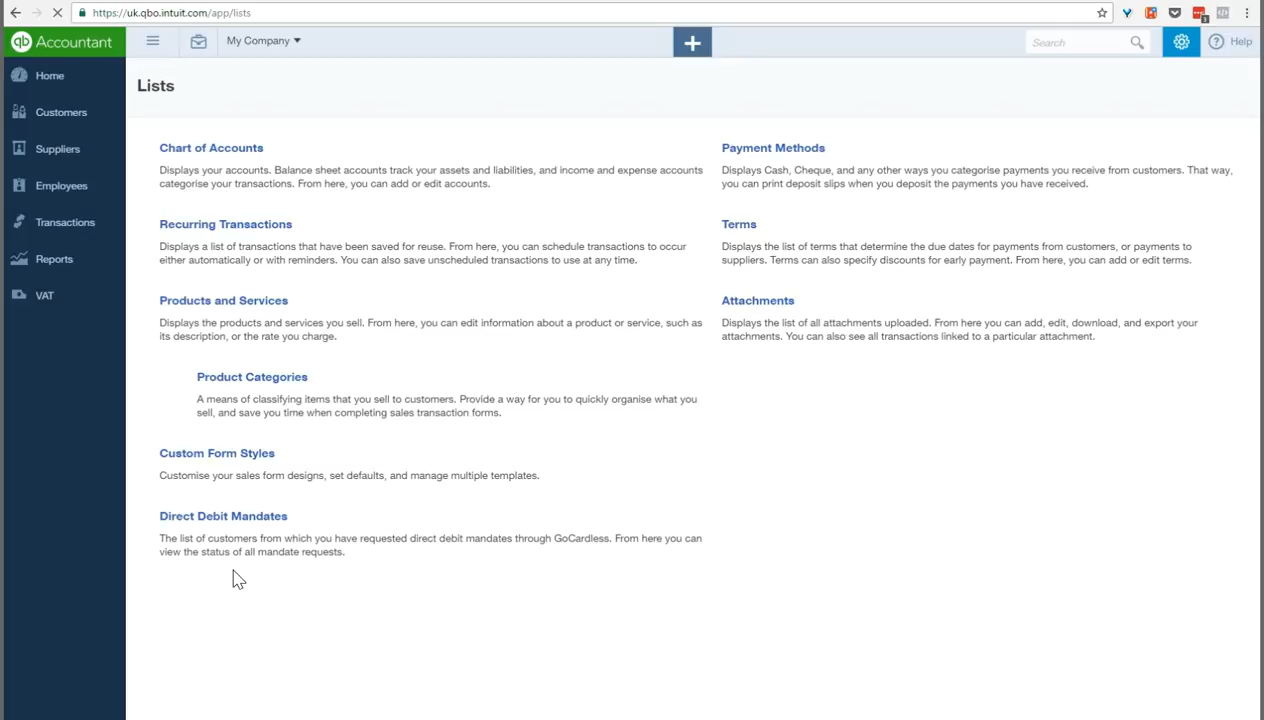 https://uk.qbo.intuit.com/app/lists
3
qb Accountant
My Company
Search
Help
Home
Customers
Suppliers
Employees
Transactions
Reports
VAT
Lists
Chart of Accounts
Displays your accounts. Balance sheet accounts track your assets and liabilities, and income and expense accounts
categorise your transactions. From here, you can add or edit accounts.
Recurring Transactions
Displays a list of transactions that have been saved for reuse. From here, you can schedule transactions to occur
either automatically or with reminders. You can also save unscheduled transactions to use at any time.
Products and Services
Displays the products and services you sell. From here, you can edit information about a product or service, such as
its description, or the rate you charge.
Product Categories
A means of classifying items that you sell to customers. Provide a way for you to quickly organise what you
sell, and save you time when completing sales transaction forms.
Custom Form Styles
Customise your sales form designs, set defaults, and manage multiple templates.
Direct Debit Mandates
The list of customers from which you have requested direct debit mandates through GoCardless. From here you can
view the status of all mandate requests.
Payment Methods
Displays Cash, Cheque, and any other ways you categorise payments you receive from customers. That way,
you can print deposit slips when you deposit the payments you have received.
Terms
Displays the list of terms that determine the due dates for payments from customers, or payments to
suppliers. Terms can also specify discounts for early payment. From here, you can add or edit terms.
Attachments
Displays the list of all attachments uploaded. From here you can add, edit, download, and export your
attachments. You can also see all transactions linked to a particular attachment.